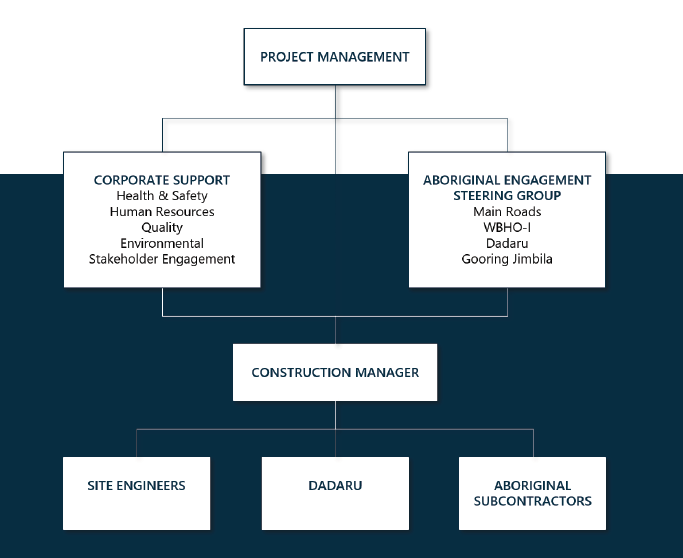 PROJECT MANAGEMENT
CORPORATE SUPPORT
Health & Safety
Human Resources
Quality
Environmental
Stakeholder Engagement
ABORIGINAL ENGAGEMENT
STEERING GROUP
Main Roads
WBHO-I
Dadaru
Gooring Jimbila
CONSTRUCTION MANAGER
SITE ENGINEERS
DADARU
ABORIGINAL
SUBCONTRACTORS